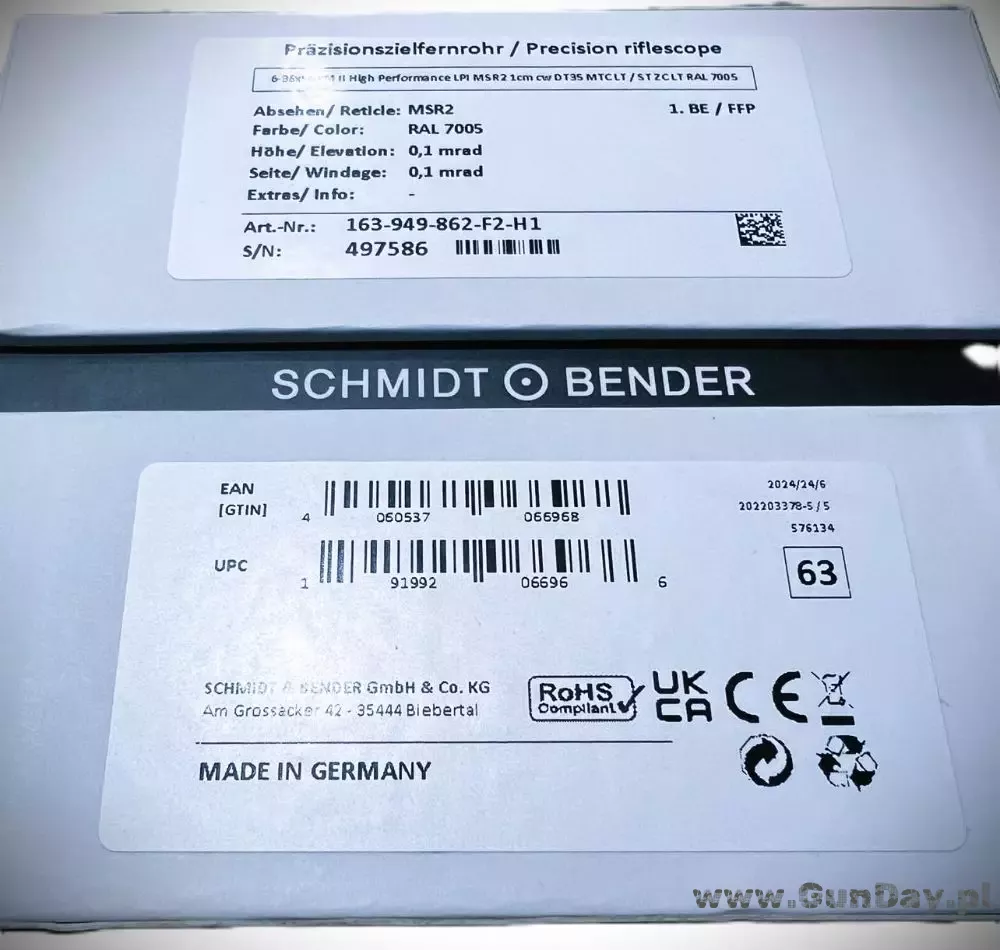 Präzisionszielfernrohr / Precision riflescope
II High Performance LPI MSR2 1cm cw DT35 MTCLT / ST ZCLT RAL 7005
Absehen/ Reticle: MSR2 1. BE / FFP
Farbe/ Color: RAL 7005
Höhe/ Elevation: 0,1 mrad
Seite/ Windage: 0,1 mrad
Extras/ Info: -
Art.-Nr.: 163-949-862-F2-H1
S/N: 497586
SCHMIDT BENDER
EAN
[GTIN]
4 060537 066968
2024/24/6
202203378-5 / 5
576134
UPC
1 91992 06696 6
63
SCHMIDT & BENDER GmbH & Co. KG
Am Grossacker 42 - 35444 Biebertal
RoHS
Compliant
UK
CA
CE
MADE IN GERMANY
www.GunDay.pl